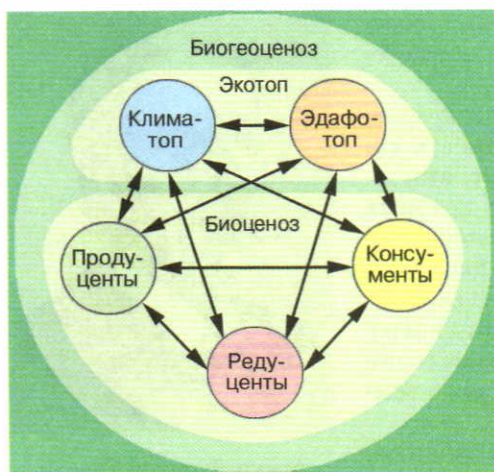 Биогеоценоз
Экотоп
Клима-
топ
Эдафо-
топ
Биоценоз
Проду-
центы
Консу-
менты
Реду-
центы